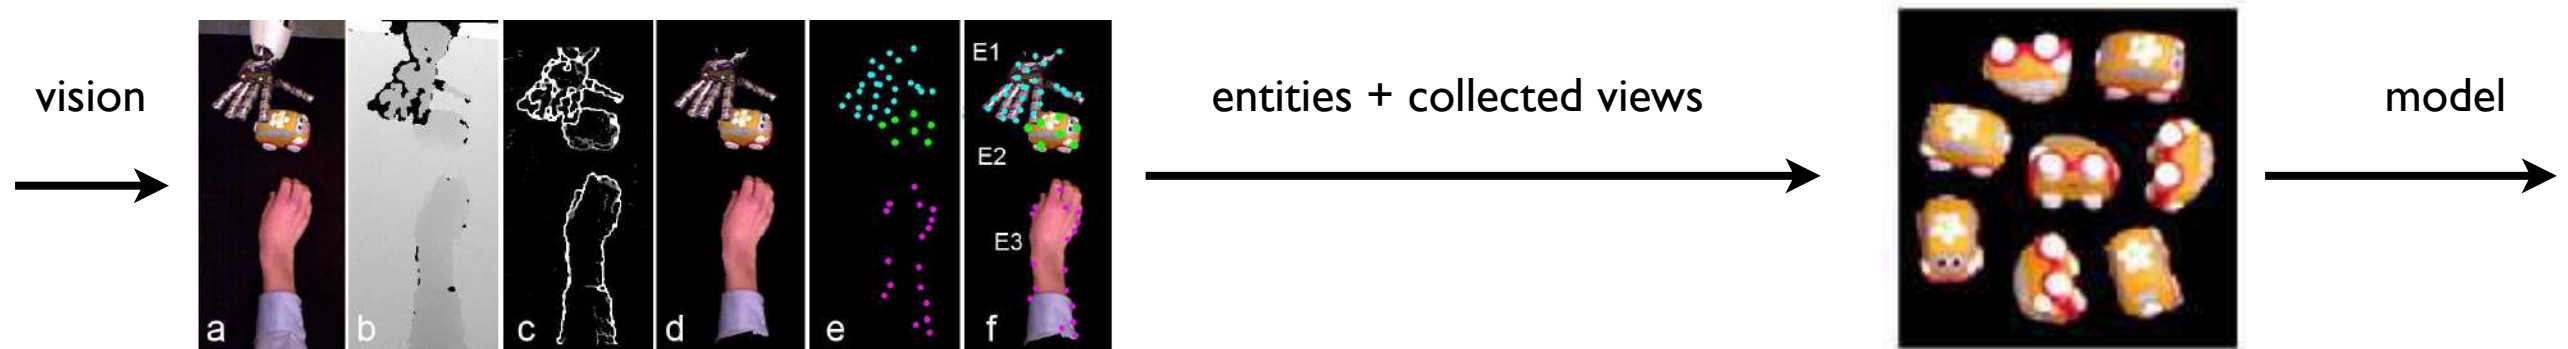 vision
a
b
c
d
e
f
E1
E2
E3
entities + collected views
model